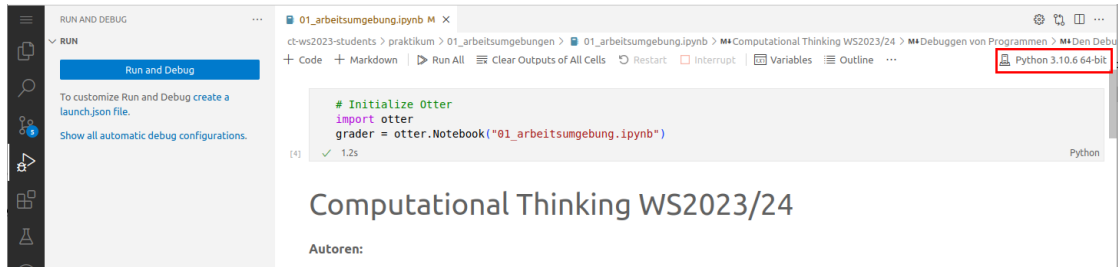 RUN AND DEBUG ...
RUN
Run and Debug
To customize Run and Debug create a
launch.json file.
Show all automatic debug configurations.
5
01_arbeitsumgebung.ipynb M ×
ct-ws2023-students > praktikum > 01_arbeitsumgebungen > 01_arbeitsumgebung.ipynb > M↓Computational Thinking WS2023/24 > M↓Debuggen von Programmen > M↓Den Debu
+ Code + Markdown | Run All Clear Outputs of All Cells Restart Interrupt | Variables Outline ... Python 3.10.6 64-bit
# Initialize Otter
import otter
grader = otter.Notebook("01_arbeitsumgebung.ipynb")
[4] ✓ 1.2s Python
Computational Thinking WS2023/24
Autoren: